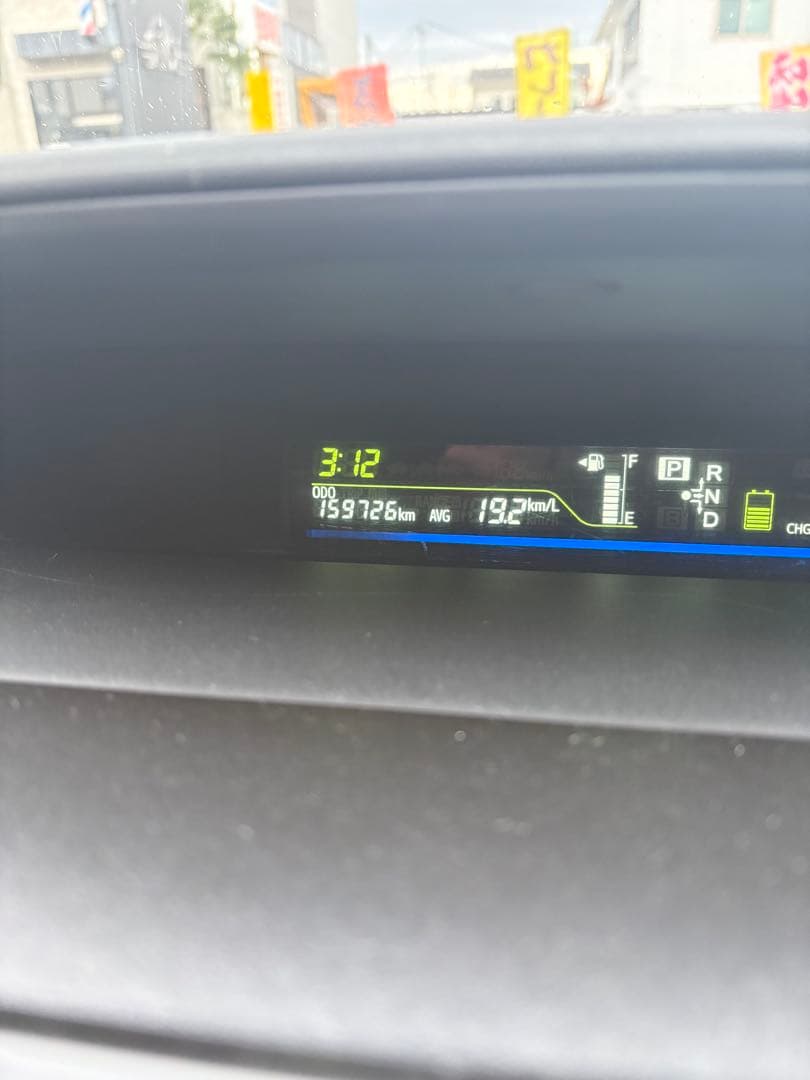 3:12
F
P R
ODO
159726km AVG 19.2km/L
N
E
D
CHG